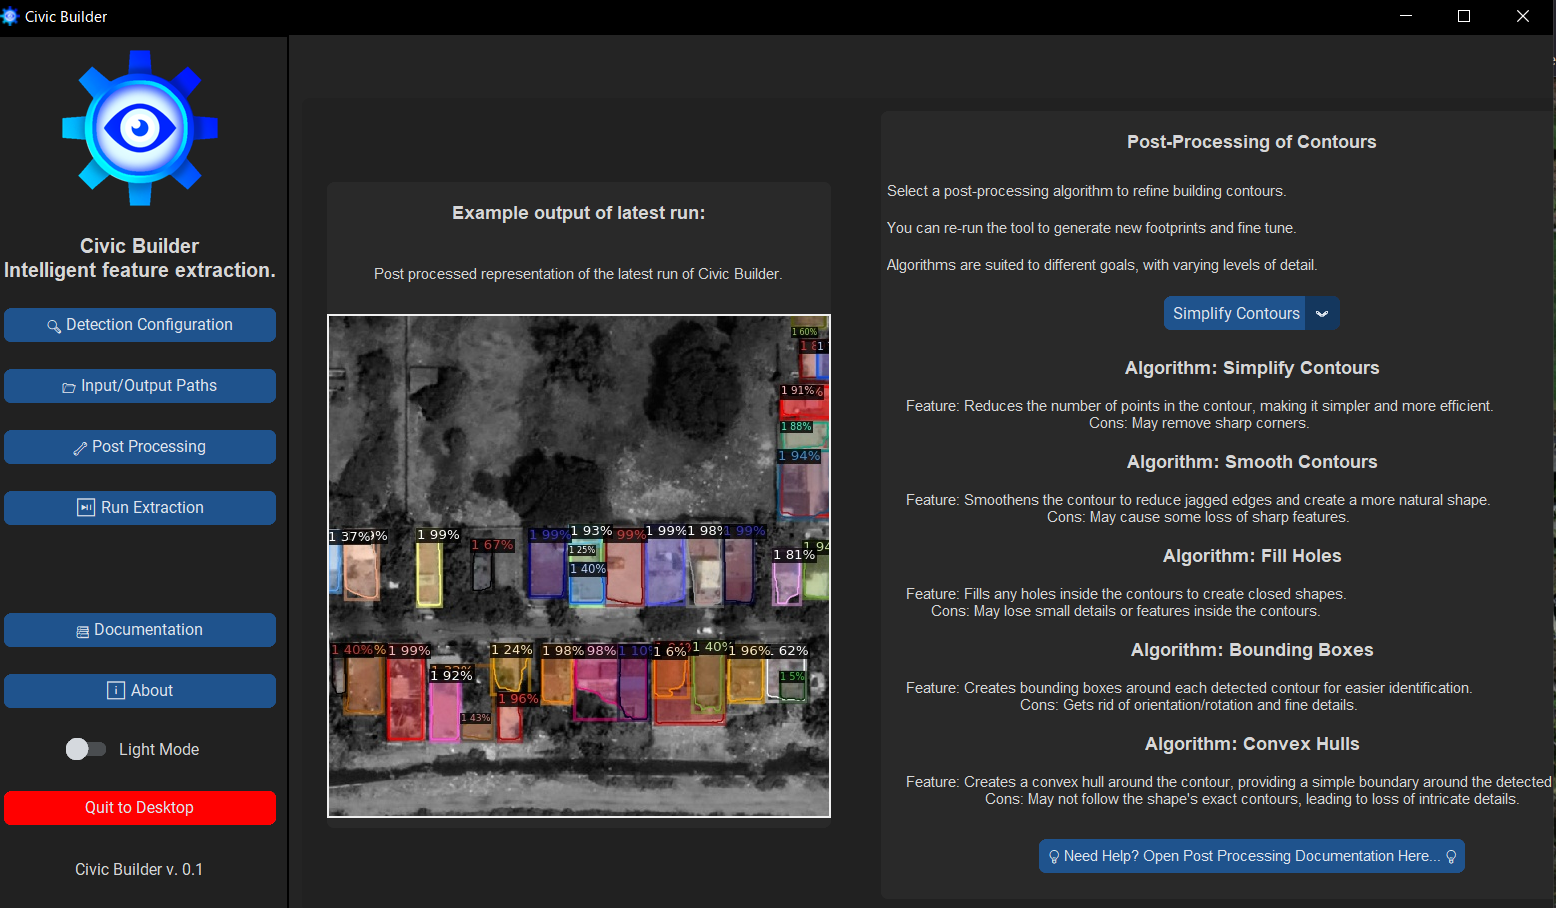 Civic Builder
Civic Builder
Intelligent feature extraction.
Detection Configuration
Input/Output Paths
Post Processing
Run Extraction
Documentation
About
Light Mode
Quit to Desktop
Civic Builder v. 0.1
Example output of latest run:
Post processed representation of the latest run of Civic Builder.
1 60%
1 91%
1 88%
1 94%
1 37%
1 99%
1 67%
1 99%
1 93%
1 25%
1 40%
99%
1 99%
1 98%
1 99%
1 81%
1 94
1 40%
1 99%
1 92%
1 43%
1 24%
1 96%
1 98%
98%
1 10
1 6%
1 40%
1 96%
62%
1 5%
Post-Processing of Contours
Select a post-processing algorithm to refine building contours.
You can re-run the tool to generate new footprints and fine tune.
Algorithms are suited to different goals, with varying levels of detail.
Simplify Contours
Algorithm: Simplify Contours
Feature: Reduces the number of points in the contour, making it simpler and more efficient.
Cons: May remove sharp corners.
Algorithm: Smooth Contours
Feature: Smoothens the contour to reduce jagged edges and create a more natural shape.
Cons: May cause some loss of sharp features.
Algorithm: Fill Holes
Feature: Fills any holes inside the contours to create closed shapes.
Cons: May lose small details or features inside the contours.
Algorithm: Bounding Boxes
Feature: Creates bounding boxes around each detected contour for easier identification.
Cons: Gets rid of orientation/rotation and fine details.
Algorithm: Convex Hulls
Feature: Creates a convex hull around the contour, providing a simple boundary around the detected
Cons: May not follow the shape's exact contours, leading to loss of intricate details.
Need Help? Open Post Processing Documentation Here...